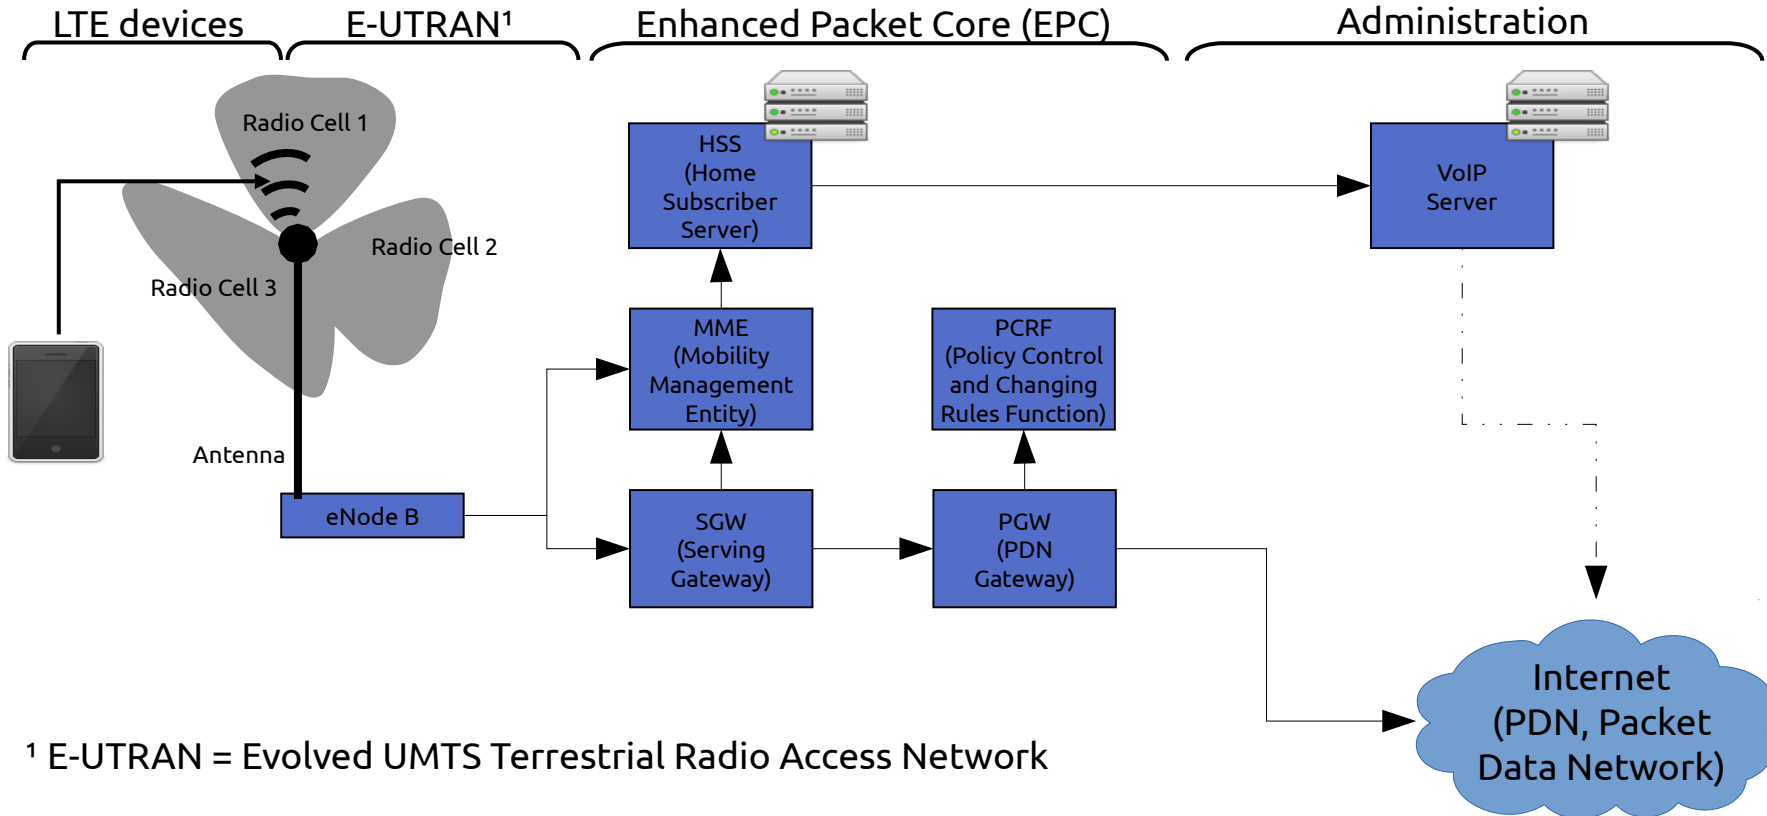 LTE devices
E-UTRAN¹
Enhanced Packet Core (EPC)
Administration
Radio Cell 1
Radio Cell 2
Radio Cell 3
Antenna
eNode B
HSS
(Home
Subscriber
Server)
VoIP
Server
MME
(Mobility
Management
Entity)
PCRF
(Policy Control
and Changing
Rules Function)
SGW
(Serving
Gateway)
PGW
(PDN
Gateway)
Internet
(PDN, Packet
Data Network)
¹ E-UTRAN = Evolved UMTS Terrestrial Radio Access Network